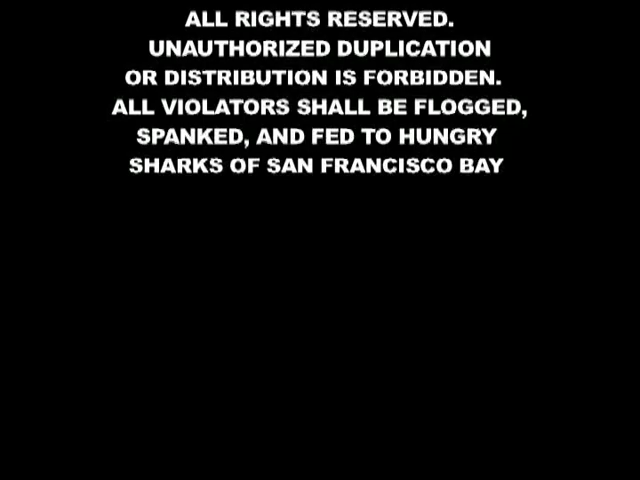 ALL RIGHTS RESERVED.
UNAUTHORIZED DUPLICATION
OR DISTRIBUTION IS FORBIDDEN.
ALL VIOLATORS SHALL BE FLOGGED,
SPANKED, AND FED TO HUNGRY
SHARKS OF SAN FRANCISCO BAY